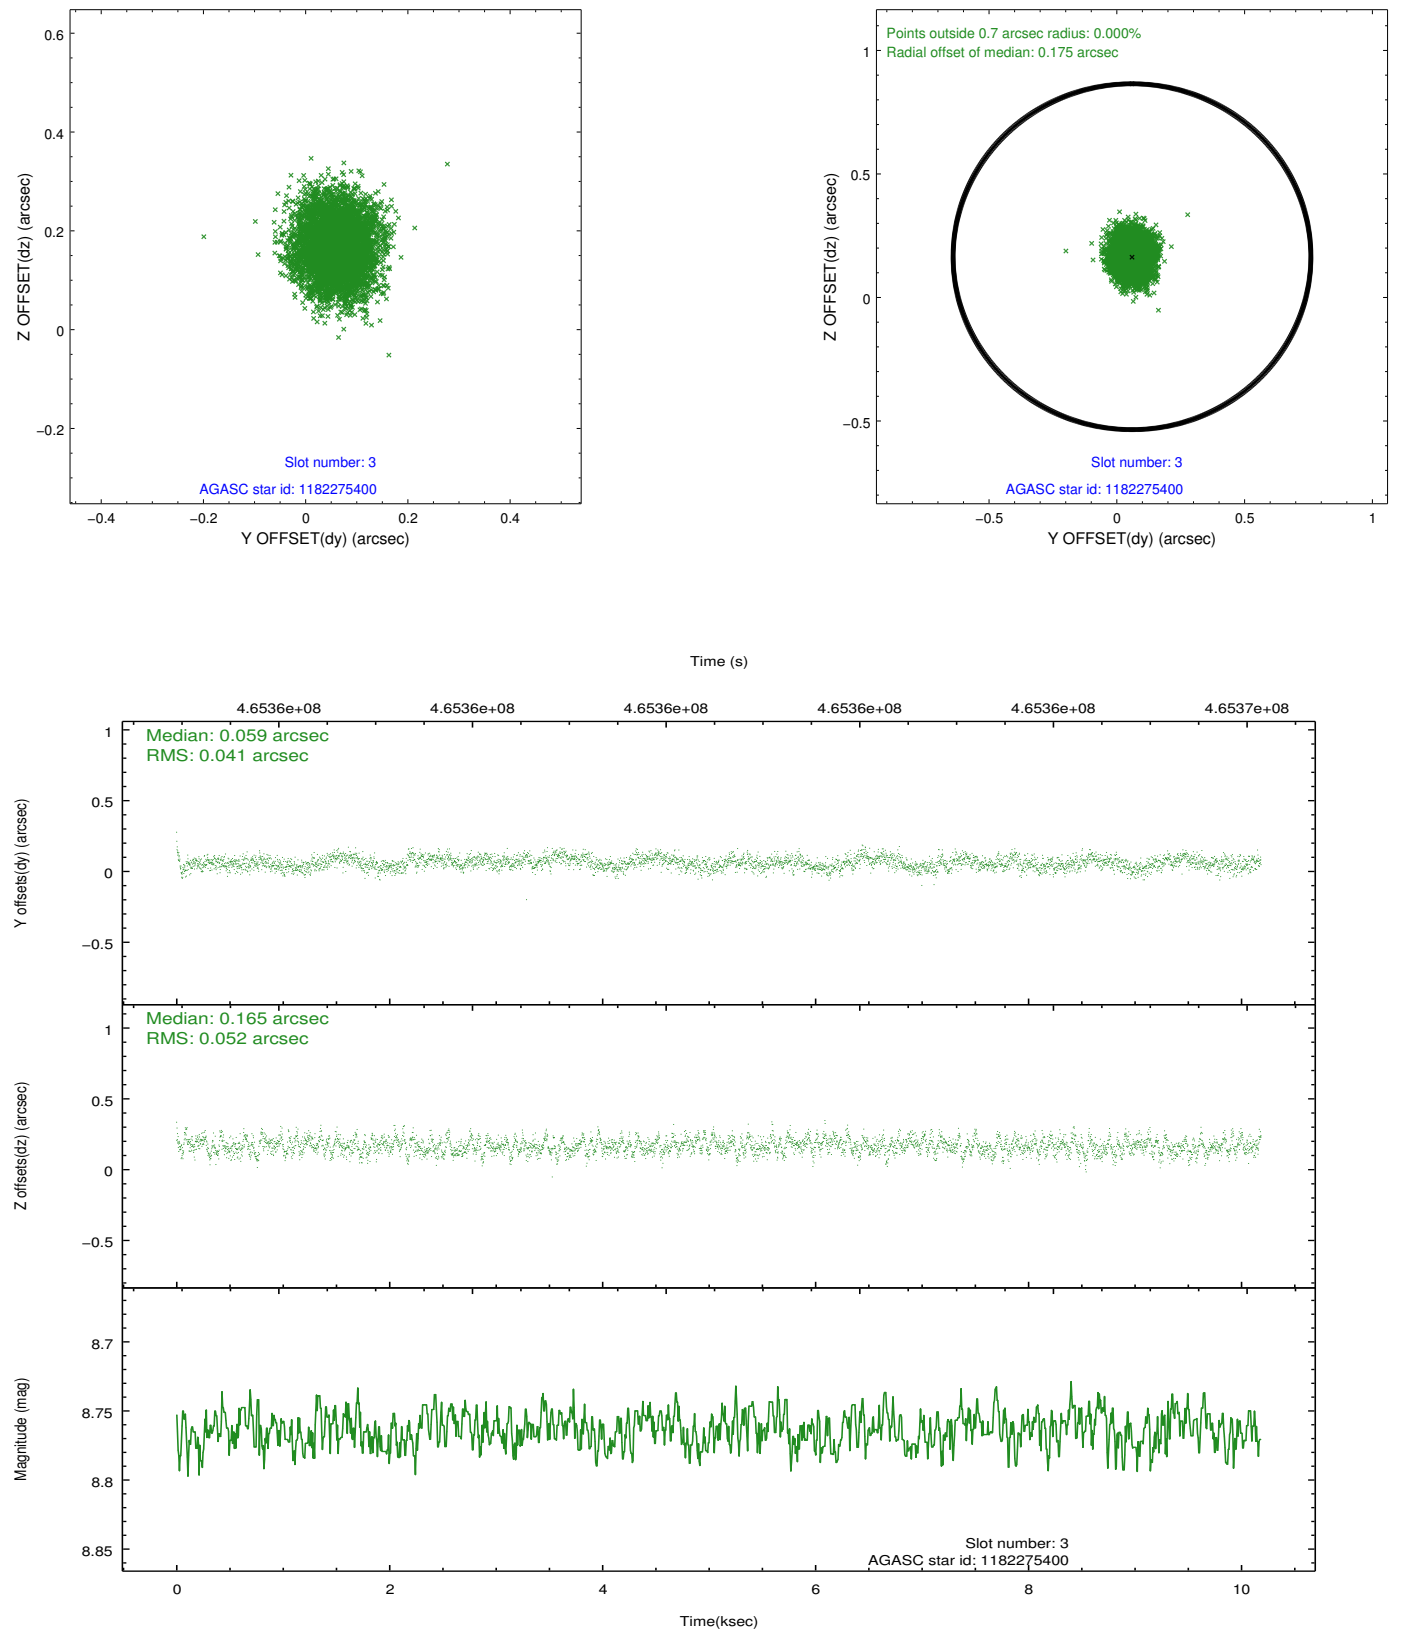 0.6
0.4
0.2
0
−0.2
−0.4
−0.2
0
0.2
0.4
Z OFFSET(dz) (arcsec)
Y OFFSET(dy) (arcsec)
Slot number: 3
AGASC star id: 1182275400
Points outside 0.7 arcsec radius: 0.000%
Radial offset of median: 0.175 arcsec
1
0.5
0
−0.5
−0.5
0
0.5
1
Z OFFSET(dz) (arcsec)
Y OFFSET(dy) (arcsec)
Slot number: 3
AGASC star id: 1182275400
Time (s)
4.6536e+08
4.6536e+08
4.6536e+08
4.6536e+08
4.6536e+08
4.6537e+08
Median: 0.059 arcsec
RMS: 0.041 arcsec
1
0.5
0
−0.5
Y offsets(dy) (arcsec)
Median: 0.165 arcsec
RMS: 0.052 arcsec
1
0.5
0
−0.5
Z offsets(dz) (arcsec)
8.7
8.75
8.8
8.85
Magnitude (mag)
Slot number: 3
AGASC star id: 1182275400
0
2
4
6
8
10
Time(ksec)